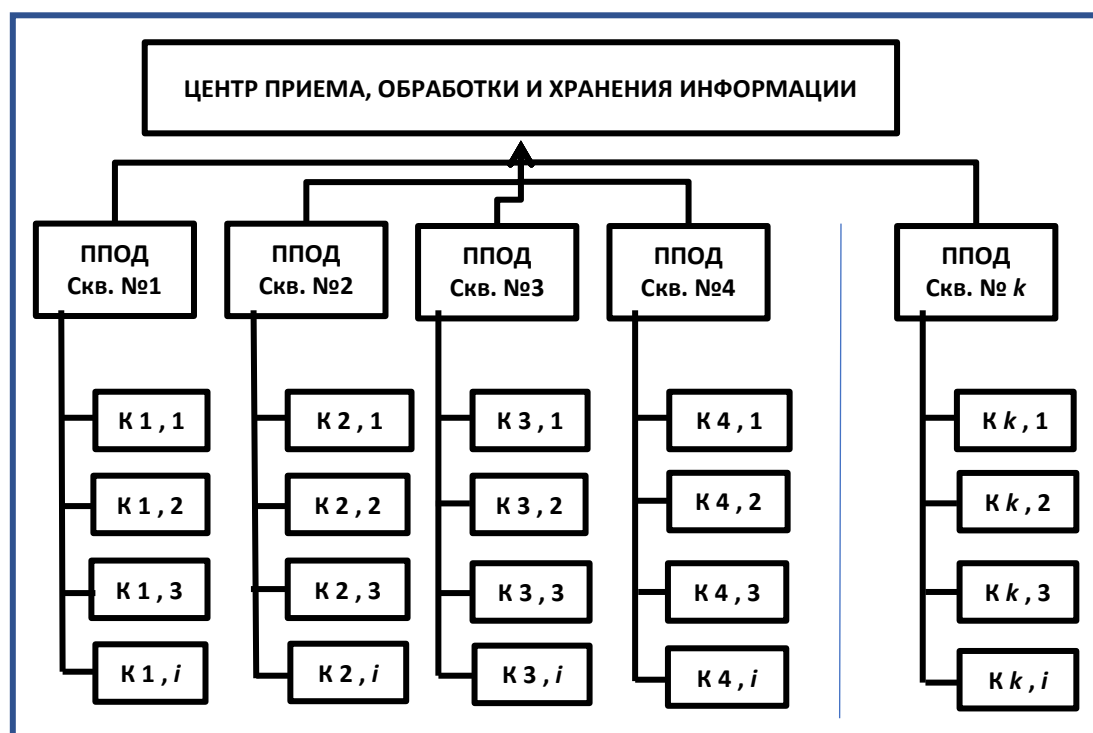 ЦЕНТР ПРИЕМА, ОБРАБОТКИ И ХРАНЕНИЯ ИНФОРМАЦИИ
ППОД
Скв. №1
ППОД
Скв. №2
ППОД
Скв. №3
ППОД
Скв. №4
ППОД
Скв. № k
К 1 , 1
К 2 , 1
К 3 , 1
К 4 , 1
К k , 1
К 1 , 2
К 2 , 2
К 3 , 2
К 4 , 2
К k , 2
К 1 , 3
К 2 , 3
К 3 , 3
К 4 , 3
К k , 3
К 1 , i
К 2 , i
К 3 , i
К 4 , i
К k , i